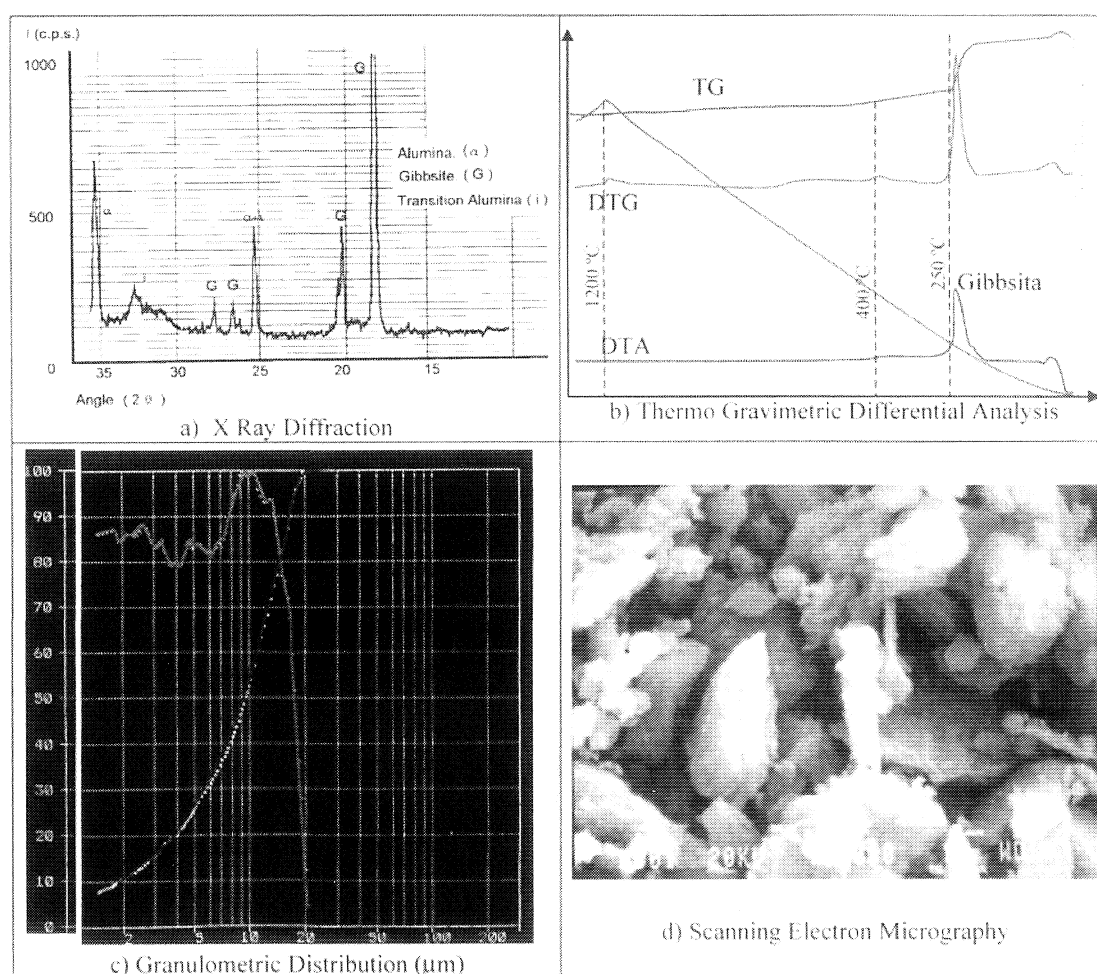 I (c.p.s.)
1000
G
Alumina. (α)
Gibbsite. (G)
Transition Alumina (i)
500
α
G
G
G
0
35
30
25
20
15
Angle (2θ)
a) X Ray Diffraction
TG
DTG
1200 °C
400 °C
250 °C
Gibbsita
DTA
b) Thermo Gravimetric Differential Analysis
100
90
80
70
60
50
40
30
20
10
0
2
5
10
20
50
100
200
c) Granulometric Distribution (µm)
20KV
d) Scanning Electron Micrography